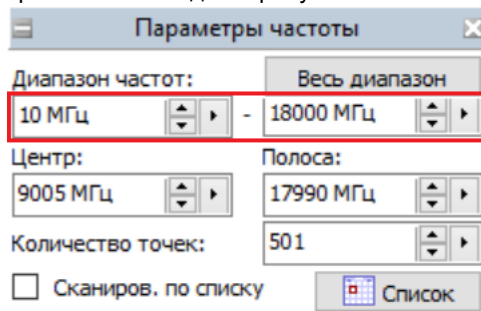 Параметры частоты
Диапазон частот: Весь диапазон
10 МГц - 18000 МГц
Центр: Полоса:
9005 МГц 17990 МГц
Количество точек: 501
Сканиров. по списку Список